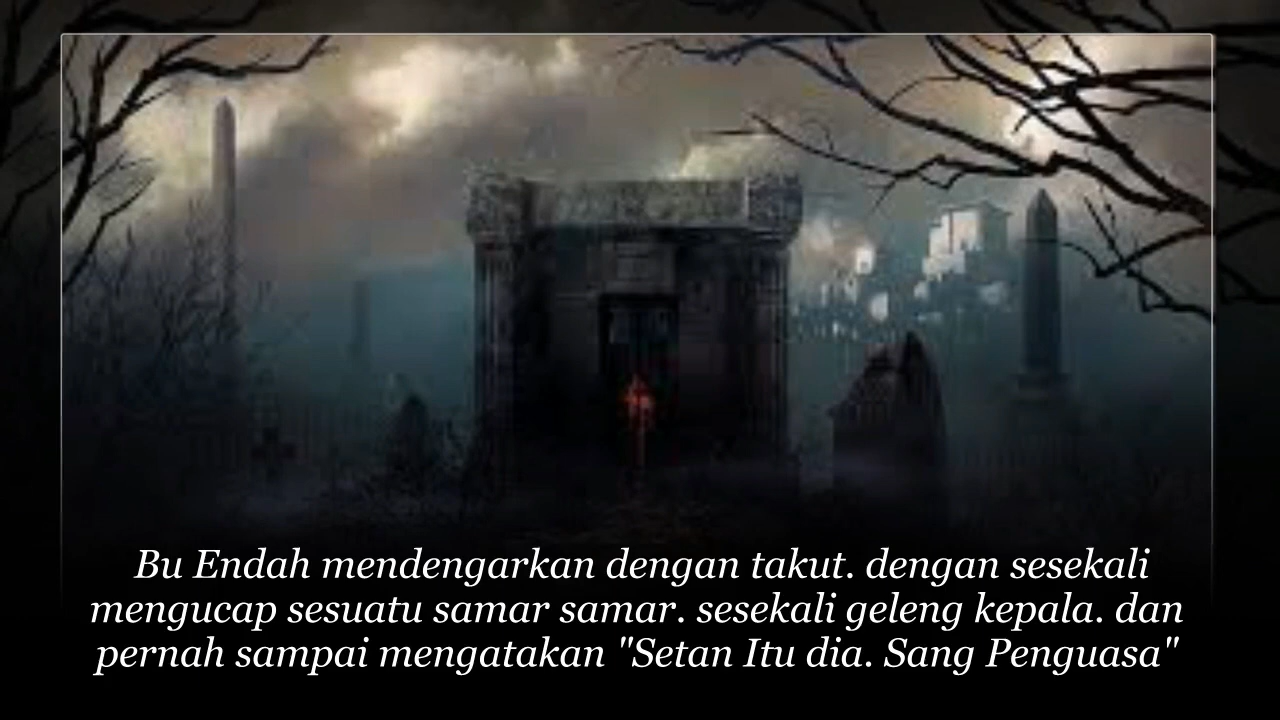 Bu Endah mendengarkan dengan takut. dengan sesekali
mengucap sesuatu samar samar. sesekali geleng kepala. dan
pernah sampai mengatakan "Setan Itu dia. Sang Penguasa"